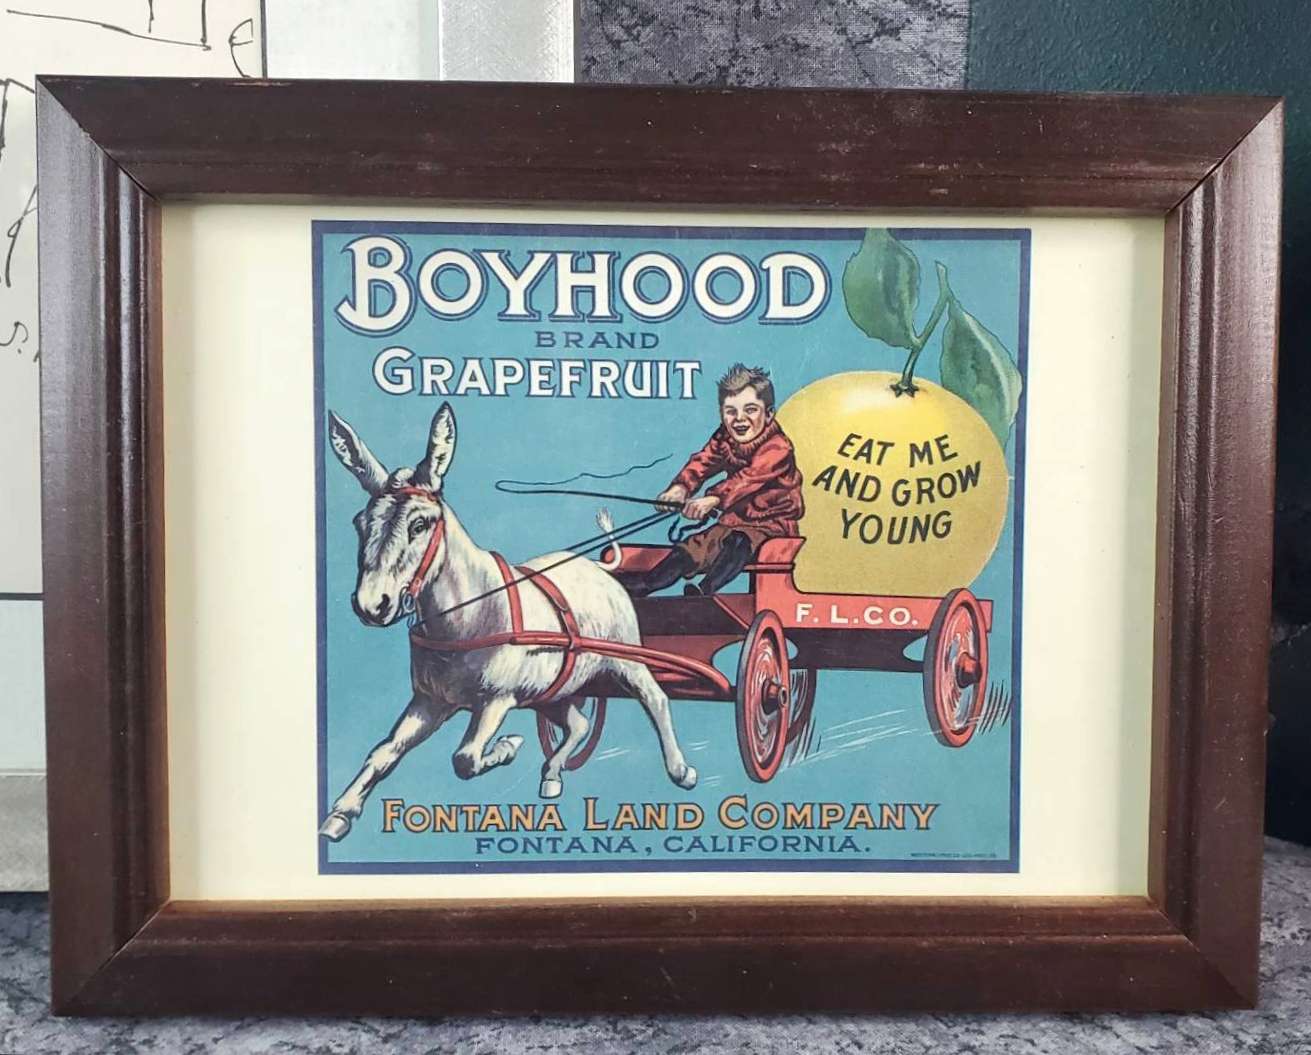 BOYHOOD
BRAND
GRAPEFRUIT
EAT ME
AND GROW
YOUNG
F. L. CO.
FONTANA LAND COMPANY
FONTANA, CALIFORNIA.